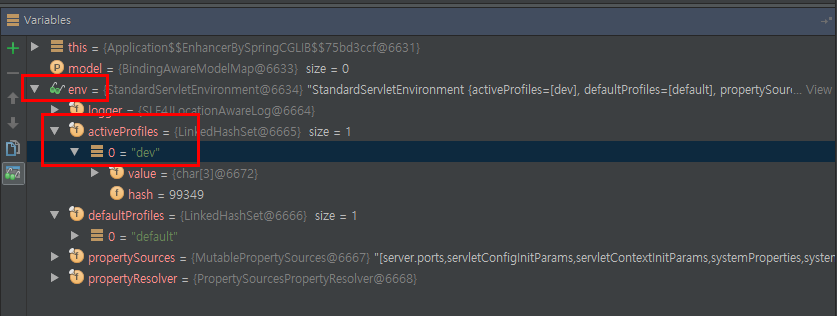 Variables
this = {Application$$EnhancerBySpringCGLIB$$75bd3ccf@6631}
model = {BindingAwareModelMap@6633} size = 0
env = {StandardServletEnvironment@6634} "StandardServletEnvironment {activeProfiles=[dev], defaultProfiles=[default], propertySou... View
logger = {SLF4JLocationAwareLog@6664}
activeProfiles = {LinkedHashSet@6665} size = 1
0 = "dev"
value = {char[3]@6672}
hash = 99349
defaultProfiles = {LinkedHashSet@6666} size = 1
0 = "default"
propertySources = {MutablePropertySources@6667} "[server.ports,servletConfigInitParams,servletContextInitParams,systemProperties,system
propertyResolver = {PropertySourcesPropertyResolver@6668}